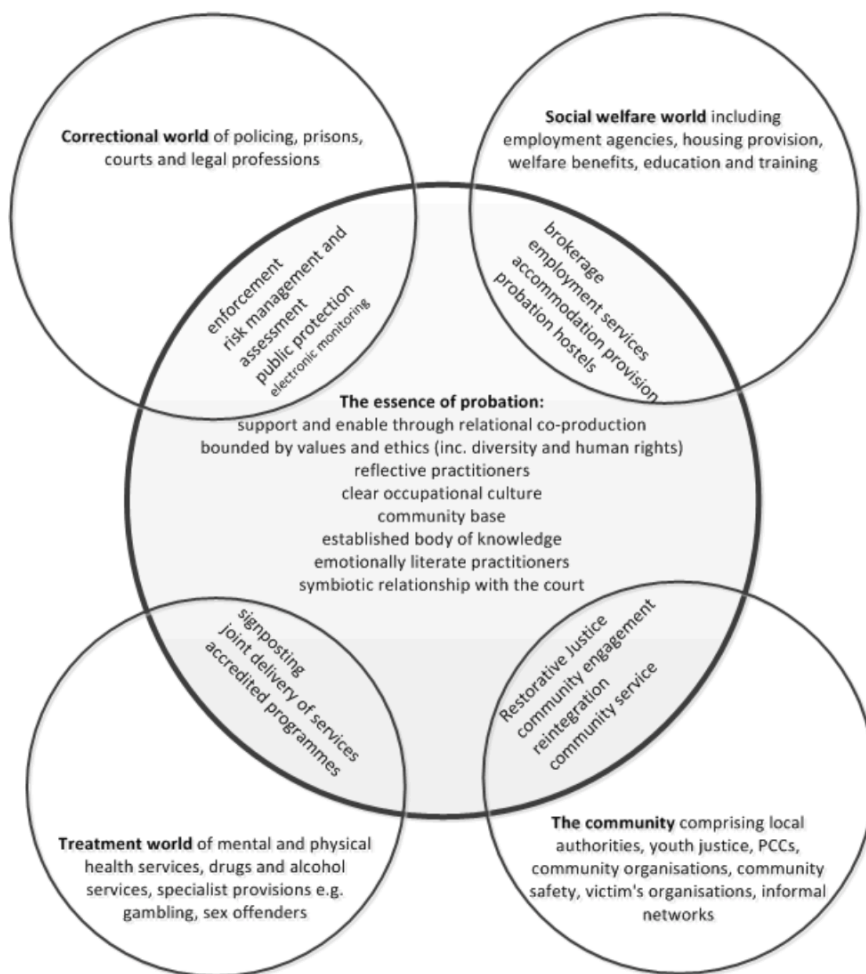 Correctional world of policing, prisons,
courts and legal professions
Social welfare world including
employment agencies, housing provision,
welfare benefits, education and training
enforcement
risk management and
assessment
public protection
electronic monitoring
brokerage
employment services
accommodation provision
probation hostels
The essence of probation:
support and enable through relational co-production
bounded by values and ethics (inc. diversity and human rights)
reflective practitioners
clear occupational culture
community base
established body of knowledge
emotionally literate practitioners
symbiotic relationship with the court
signposting
joint delivery of services
accredited programmes
Restorative Justice
community engagement
reintegration
community service
Treatment world of mental and physical
health services, drugs and alcohol
services, specialist provisions e.g.
gambling, sex offenders
The community comprising local
authorities, youth justice, PCCs,
community organisations, community
safety, victim's organisations, informal
networks